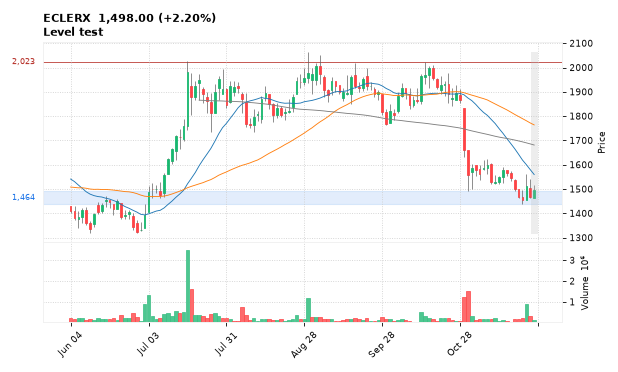 ECLERX 1,498.00 (+2.20%)
Level test
2,023
1,464
2100
2000
1900
1800
1700
1600
1500
1400
1300
Price
3
2
1
Volume 10⁶
Jun 04
Jul 03
Jul 31
Aug 28
Sep 28
Oct 28